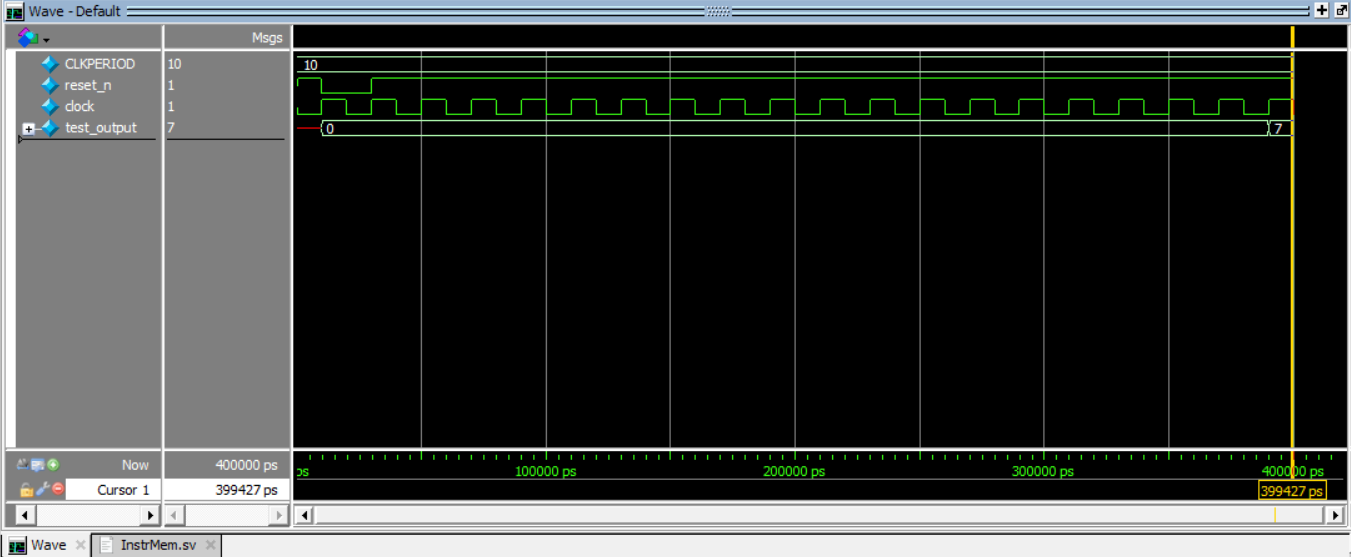 Wave - Default
Msgs
CLKPERIOD 10 10
reset_n 1
clock 1
test_output 7 0 7
Now 400000 ps ps 100000 ps 200000 ps 300000 ps 400000 ps
Cursor 1 399427 ps 399427 ps
Wave InstrMem.sv